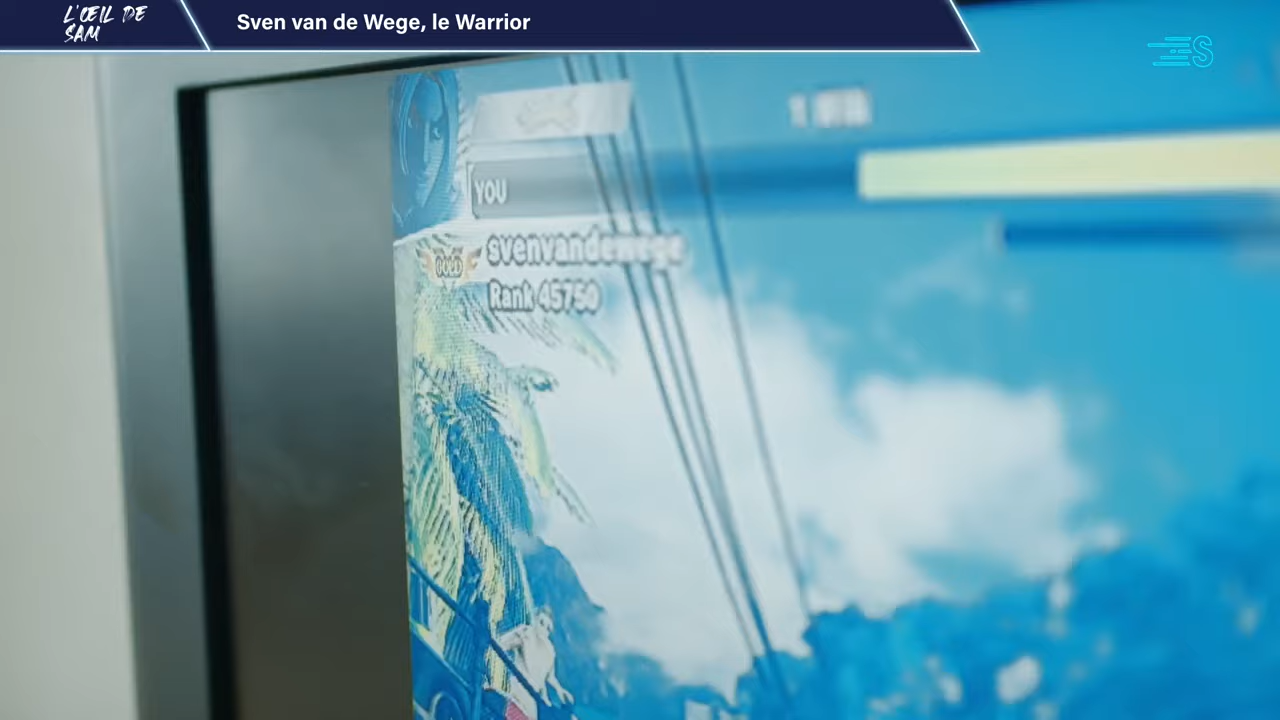 L'ŒIL DE
SAM
Sven van de Wege, le Warrior
S
YOU
GOLD
svenvandewege
Rank 45750